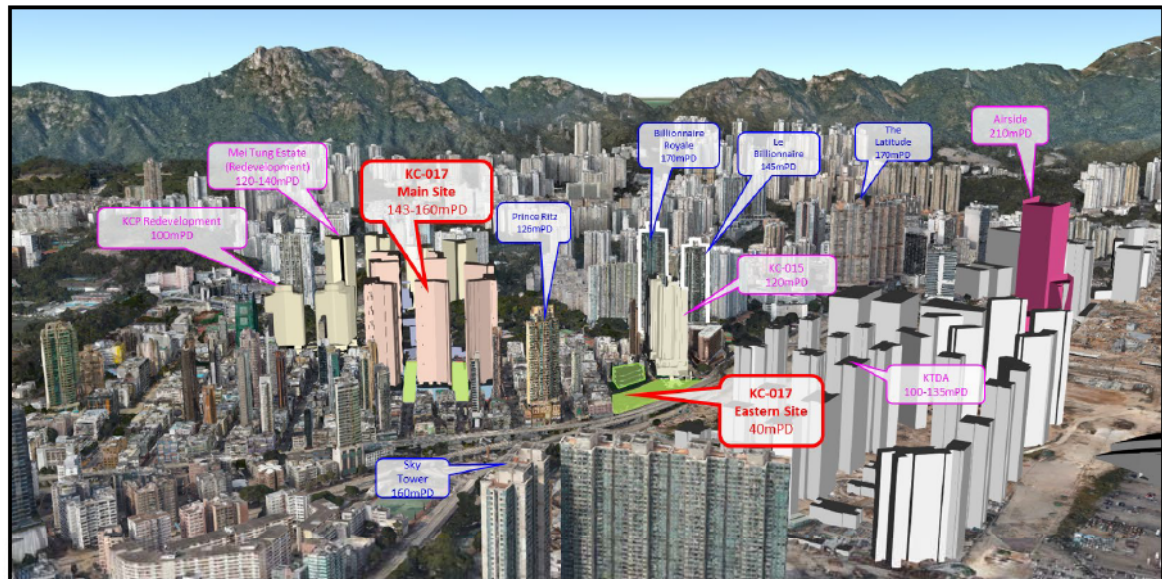 Airside
210mPD
Billionnaire
Royale
170mPD
Le
Billionnaire
145mPD
The
Latitude
170mPD
Mei Tung Estate
(Redevelopment)
120-140mPD
KC-017
Main Site
143-160mPD
KCP Redevelopment
100mPD
Prince Ritz
126mPD
KC-015
120mPD
KTDA
100-135mPD
KC-017
Eastern Site
40mPD
Sky
Tower
160mPD